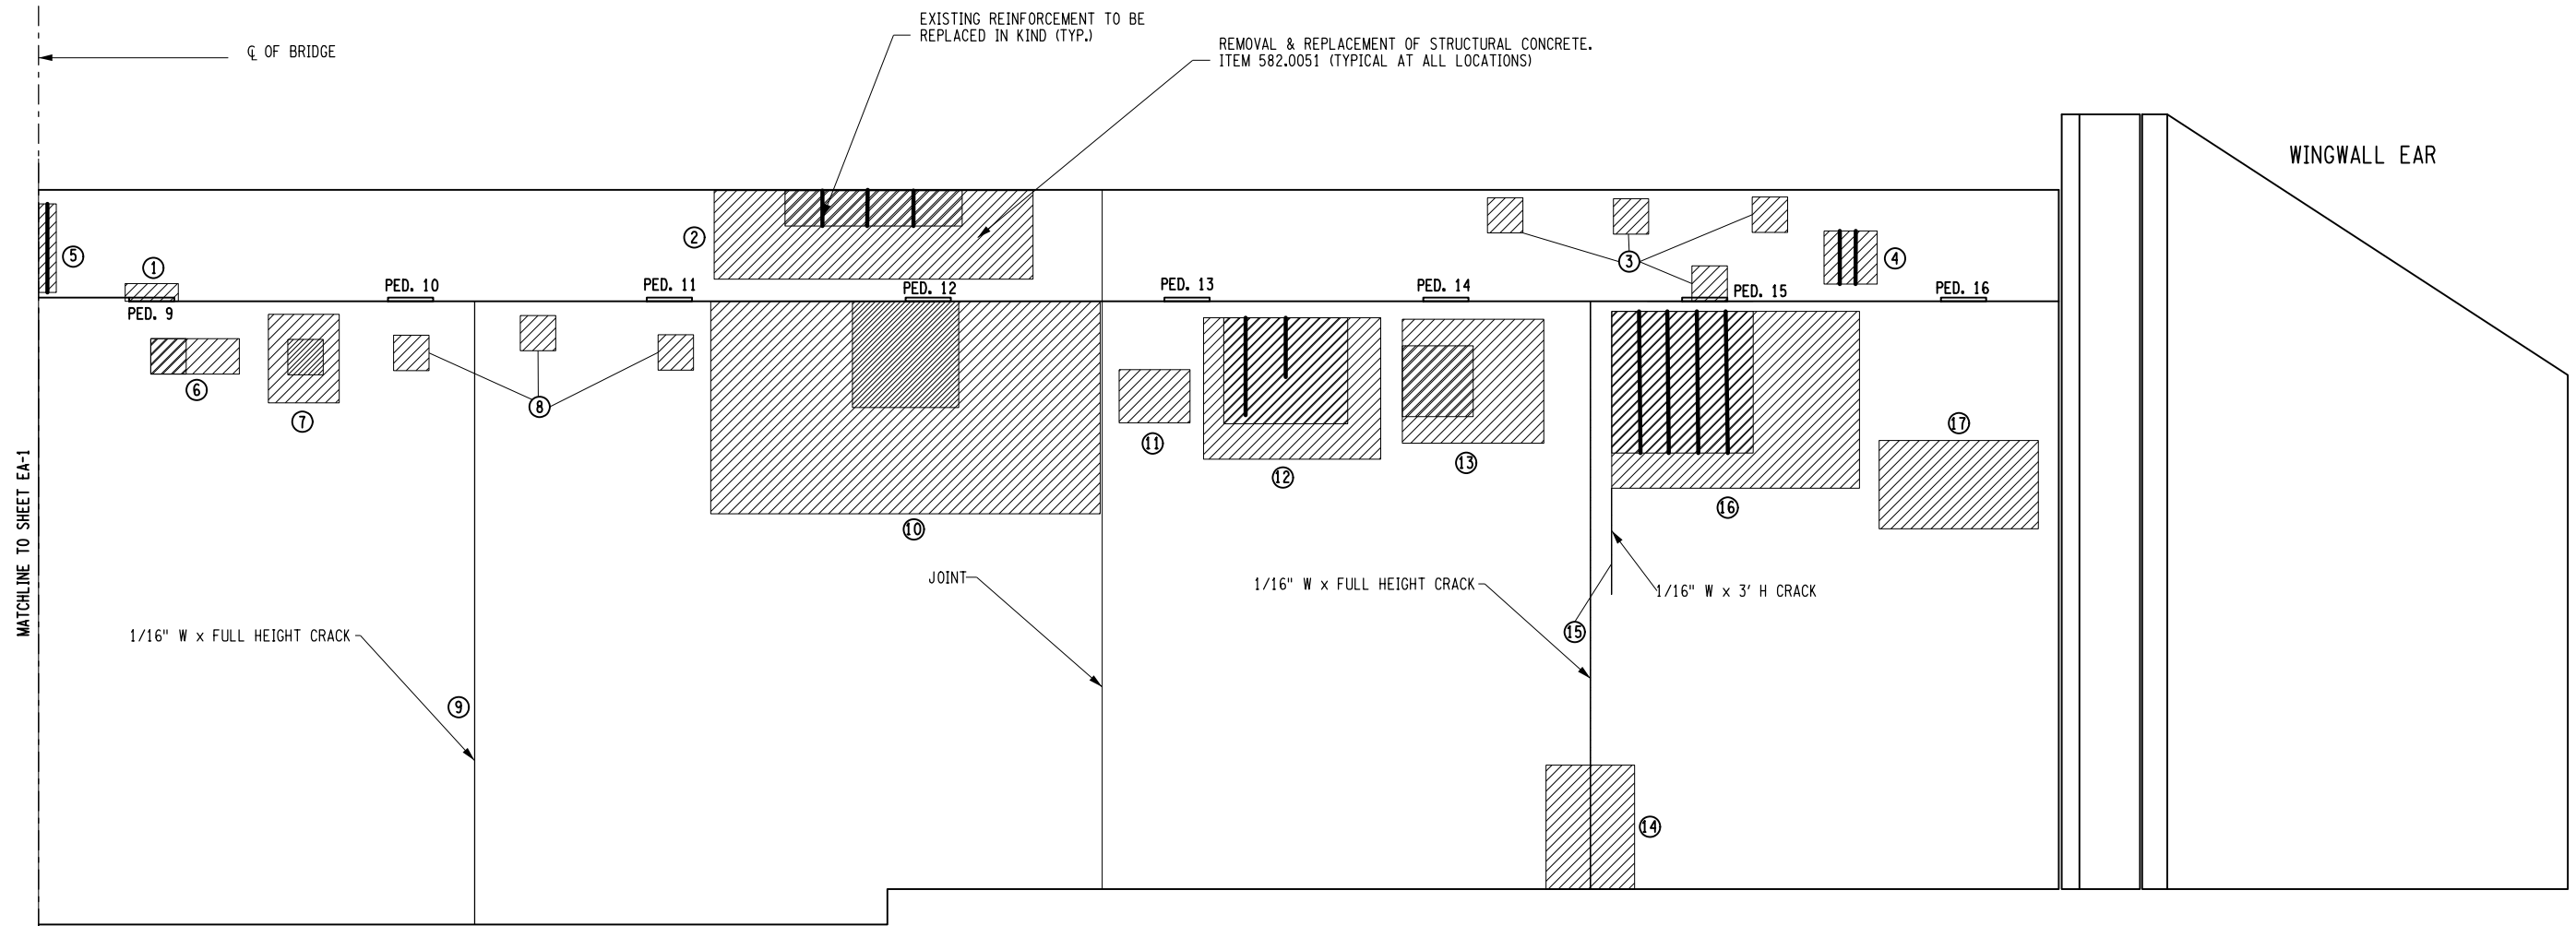 EXISTING REINFORCEMENT TO BE
REPLACED IN KIND (TYP.)
℄ OF BRIDGE
REMOVAL & REPLACEMENT OF STRUCTURAL CONCRETE.
ITEM 582.0051 (TYPICAL AT ALL LOCATIONS)
WINGWALL EAR
2
5
1
3
4
PED. 9
PED. 10
PED. 11
PED. 12
PED. 13
PED. 14
PED. 15
PED. 16
6
7
8
10
11
12
13
16
17
MATCHLINE TO SHEET EA-1
JOINT
1/16" W x FULL HEIGHT CRACK
1/16" W x 3' H CRACK
15
1/16" W x FULL HEIGHT CRACK
9
14